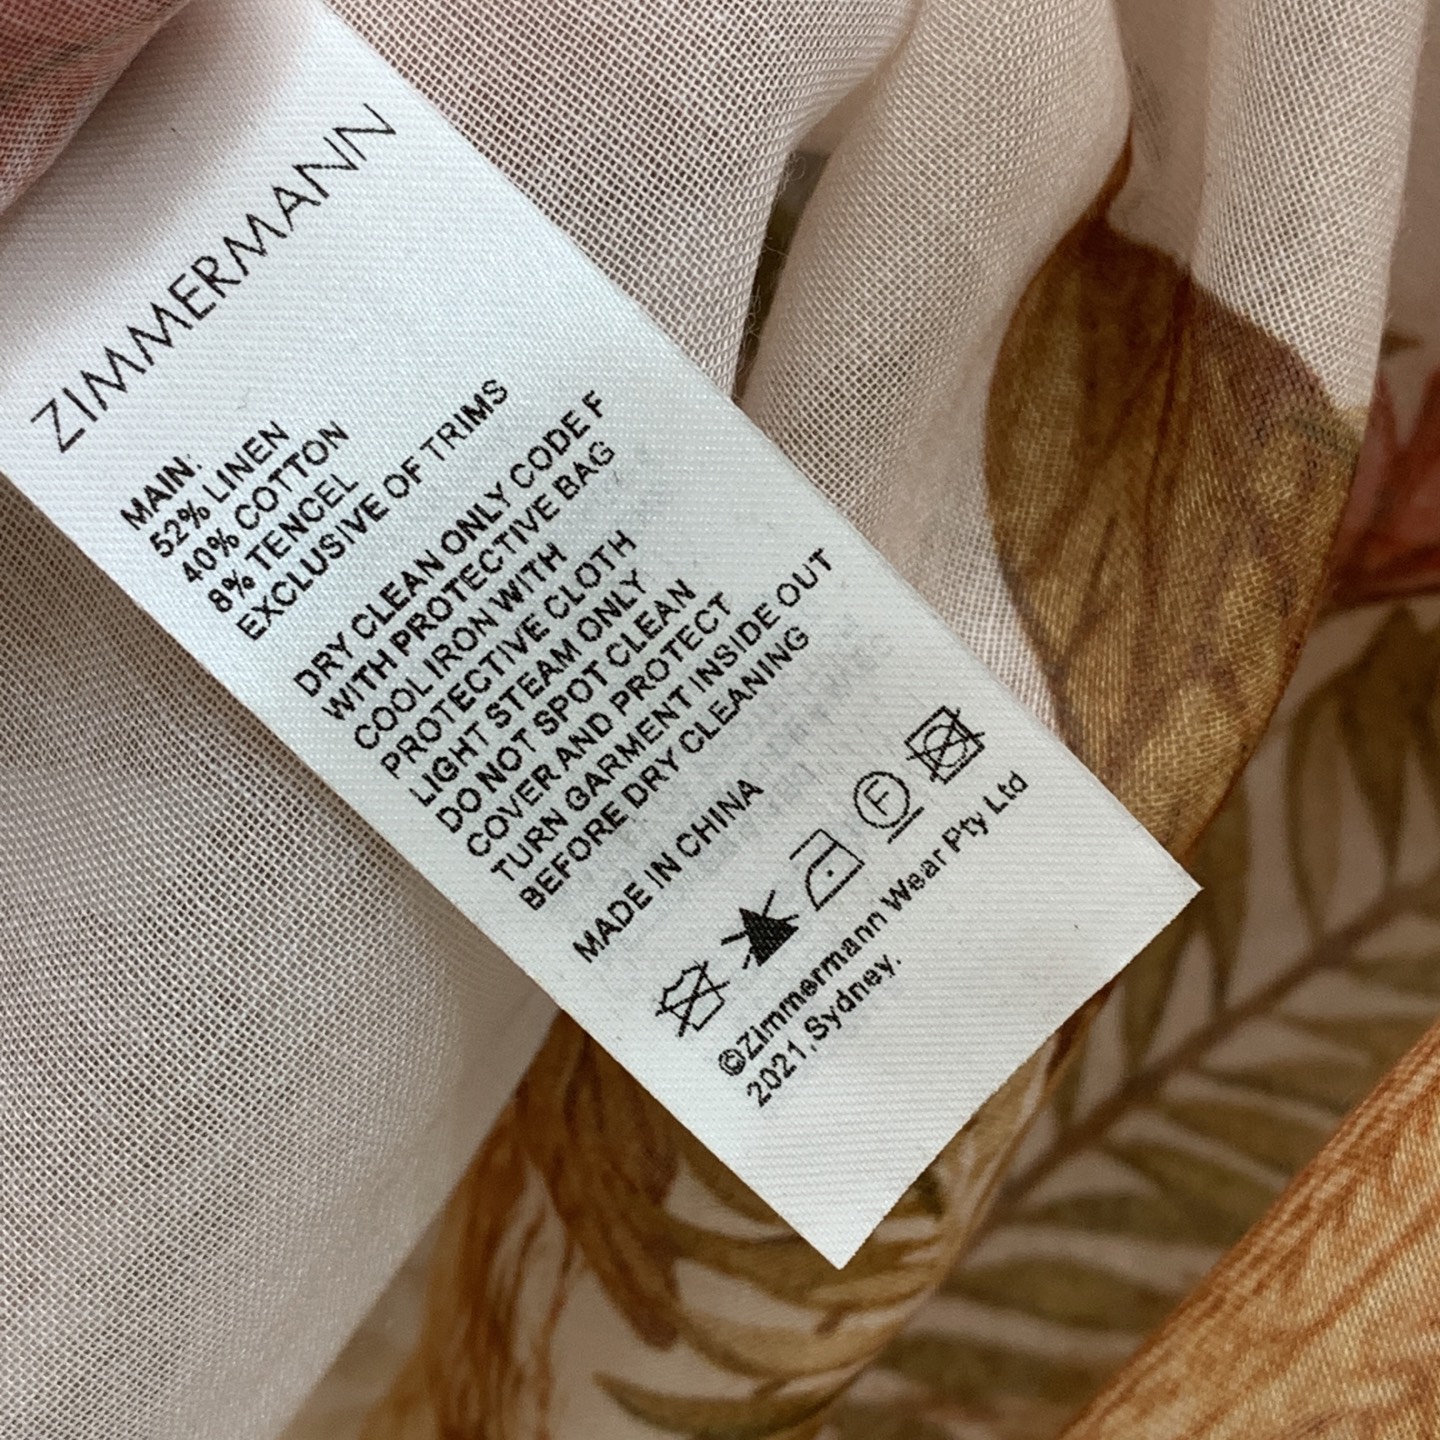 ZIMMERMANN
MAIN:
52% LINEN
40% COTTON
8% TENCEL
EXCLUSIVE OF TRIMS
DRY CLEAN ONLY CODE F
WITH PROTECTIVE BAG
COOL IRON WITH
PROTECTIVE CLOTH
LIGHT STEAM ONLY
DO NOT SPOT CLEAN
COVER AND PROTECT
TURN GARMENT INSIDE OUT
BEFORE DRY CLEANING
MADE IN CHINA
F
©Zimmermann Wear Pty Ltd
2021,Sydney.